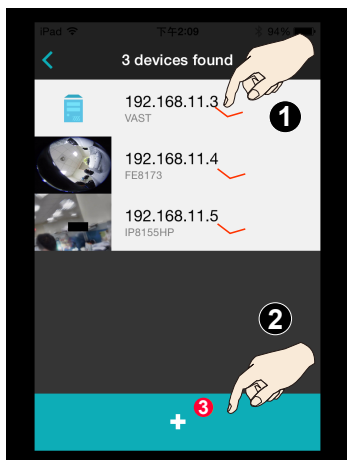 iPad 下午2:09 94%
3 devices found
192.168.11.3
VAST
1
192.168.11.4
FE8173
192.168.11.5
IP8155HP
2
+ 3